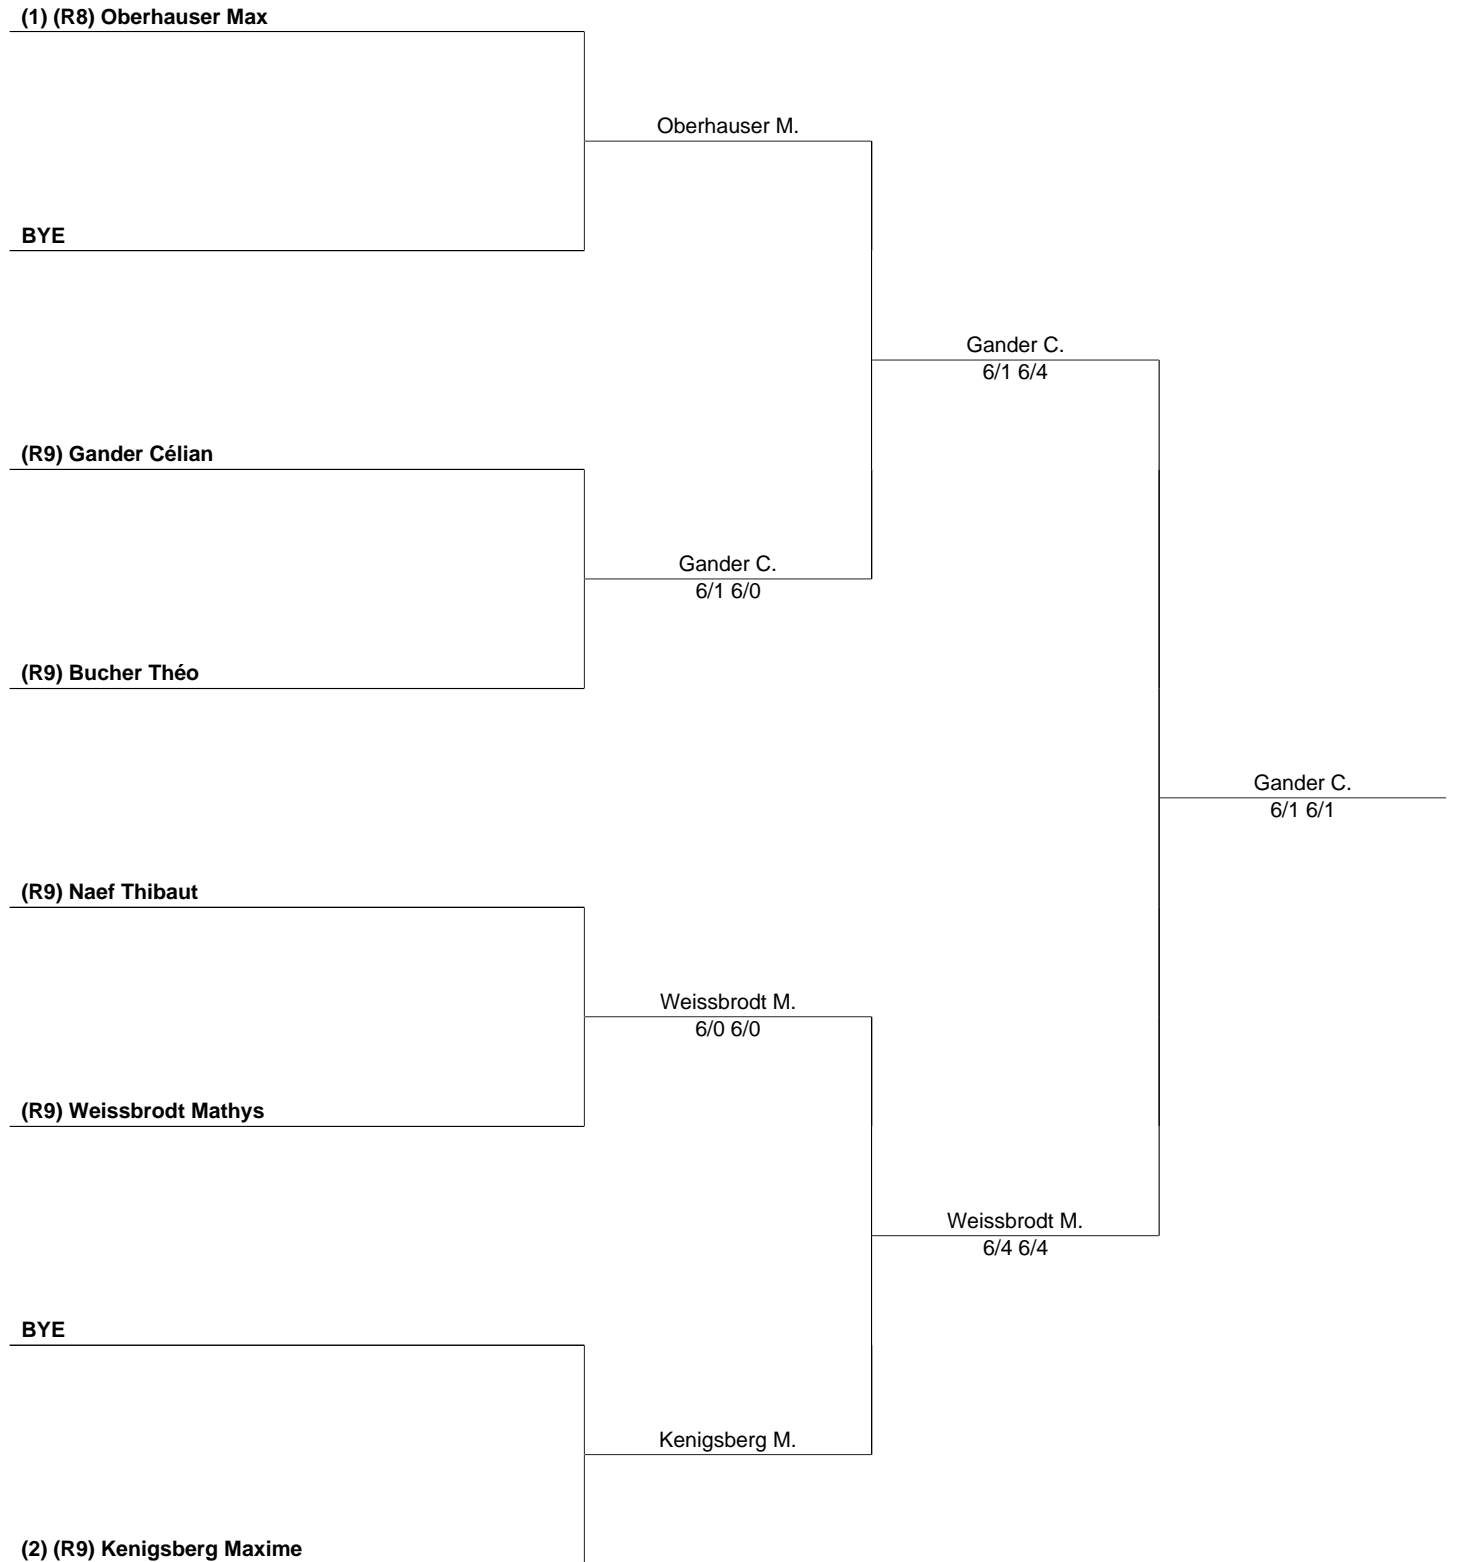 (1) (R8) Oberhauser Max
Oberhauser M.
BYE
Gander C.
6/1 6/4
(R9) Gander Célian
Gander C.
6/1 6/0
(R9) Bucher Théo
Gander C.
6/1 6/1
(R9) Naef Thibaut
Weissbrodt M.
6/0 6/0
(R9) Weissbrodt Mathys
Weissbrodt M.
6/4 6/4
BYE
Kenigsberg M.
(2) (R9) Kenigsberg Maxime